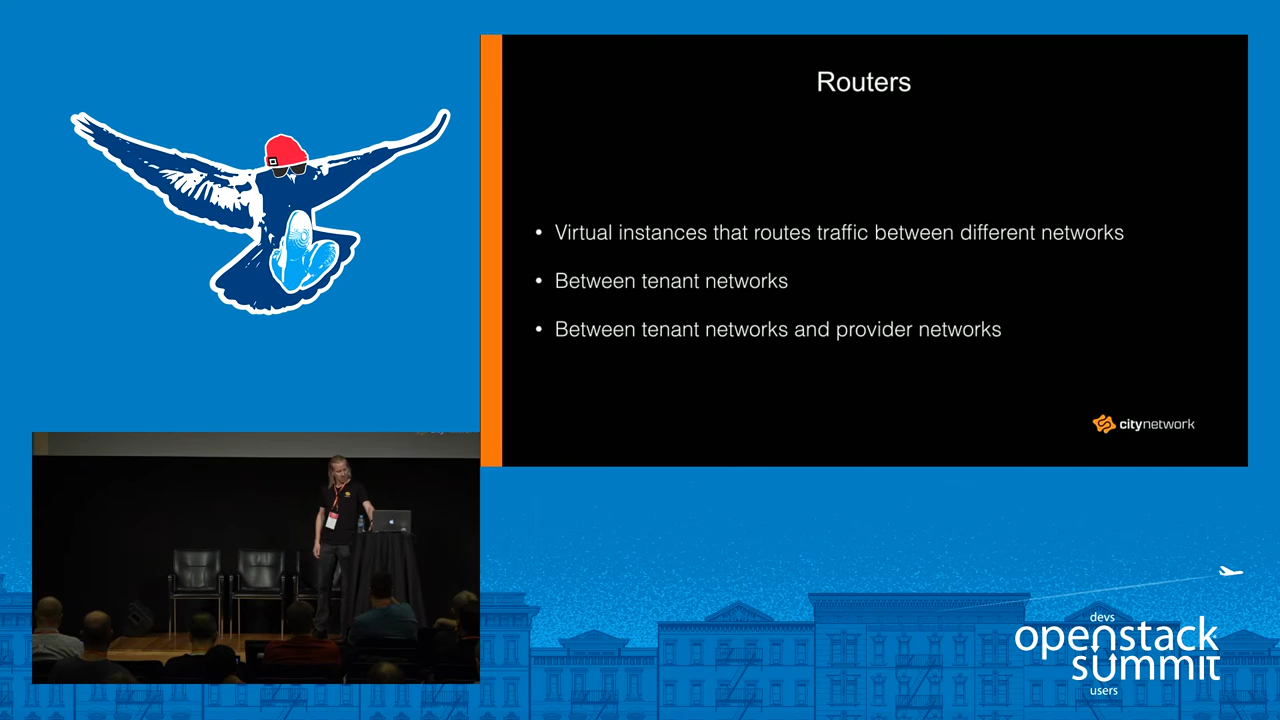 Routers
• Virtual instances that routes traffic between different networks
• Between tenant networks
• Between tenant networks and provider networks
citynetwork
devs
openstack
summit
users